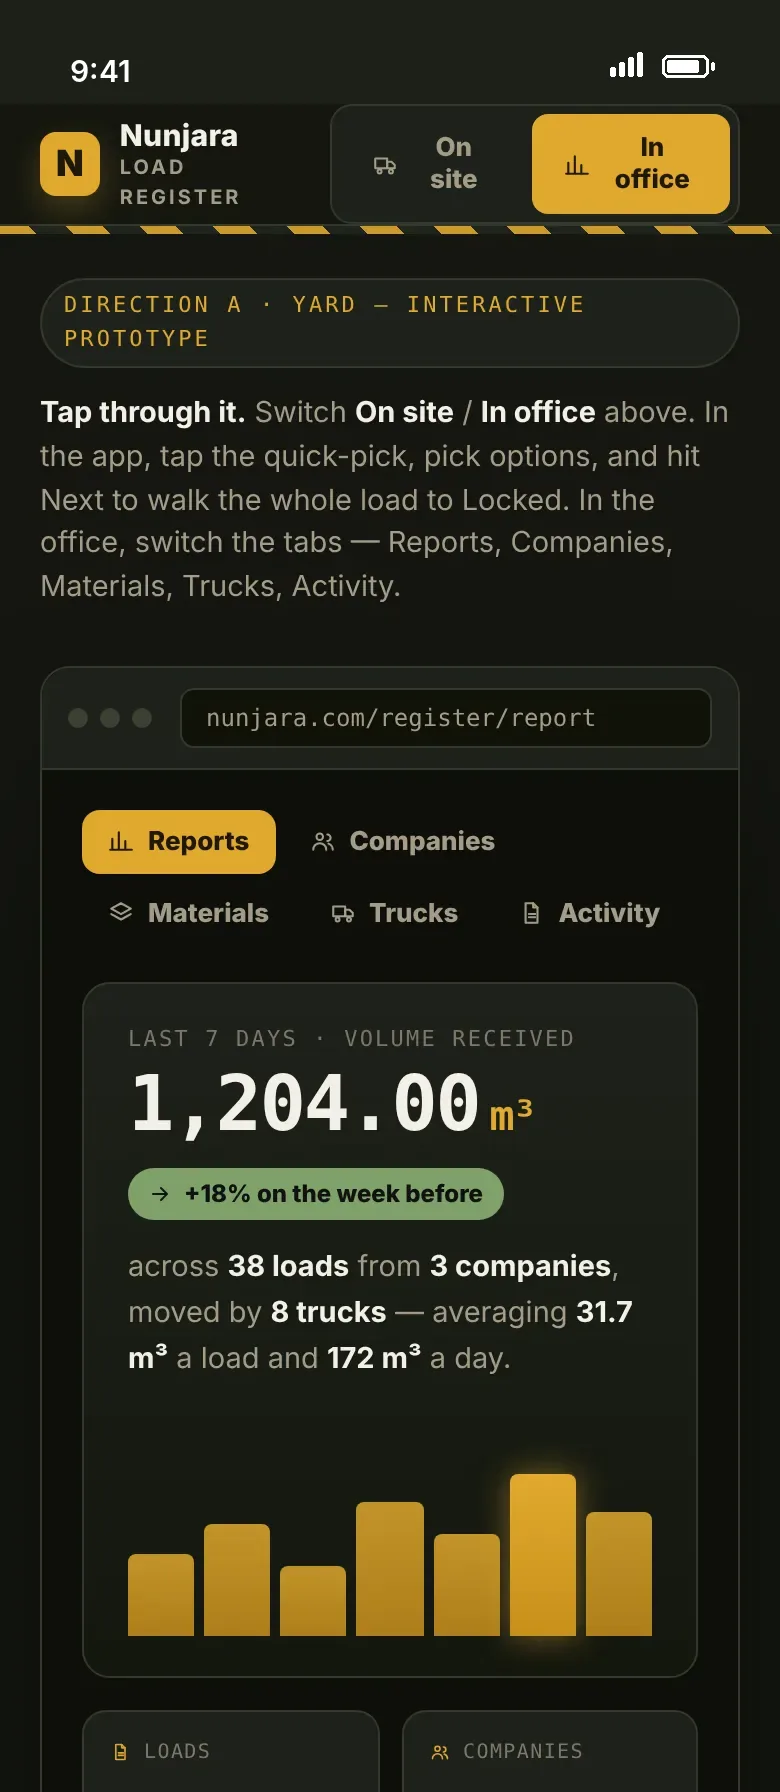 9:41
N
Nunjara
LOAD
REGISTER
On
site
In
office
DIRECTION A · YARD — INTERACTIVE
PROTOTYPE
Tap through it. Switch On site / In office above. In
the app, tap the quick-pick, pick options, and hit
Next to walk the whole load to Locked. In the
office, switch the tabs — Reports, Companies,
Materials, Trucks, Activity.
nunjara.com/register/report
Reports
Companies
Materials
Trucks
Activity
LAST 7 DAYS · VOLUME RECEIVED
1,204.00 m³
→ +18% on the week before
across 38 loads from 3 companies,
moved by 8 trucks — averaging 31.7
m³ a load and 172 m³ a day.
LOADS
COMPANIES